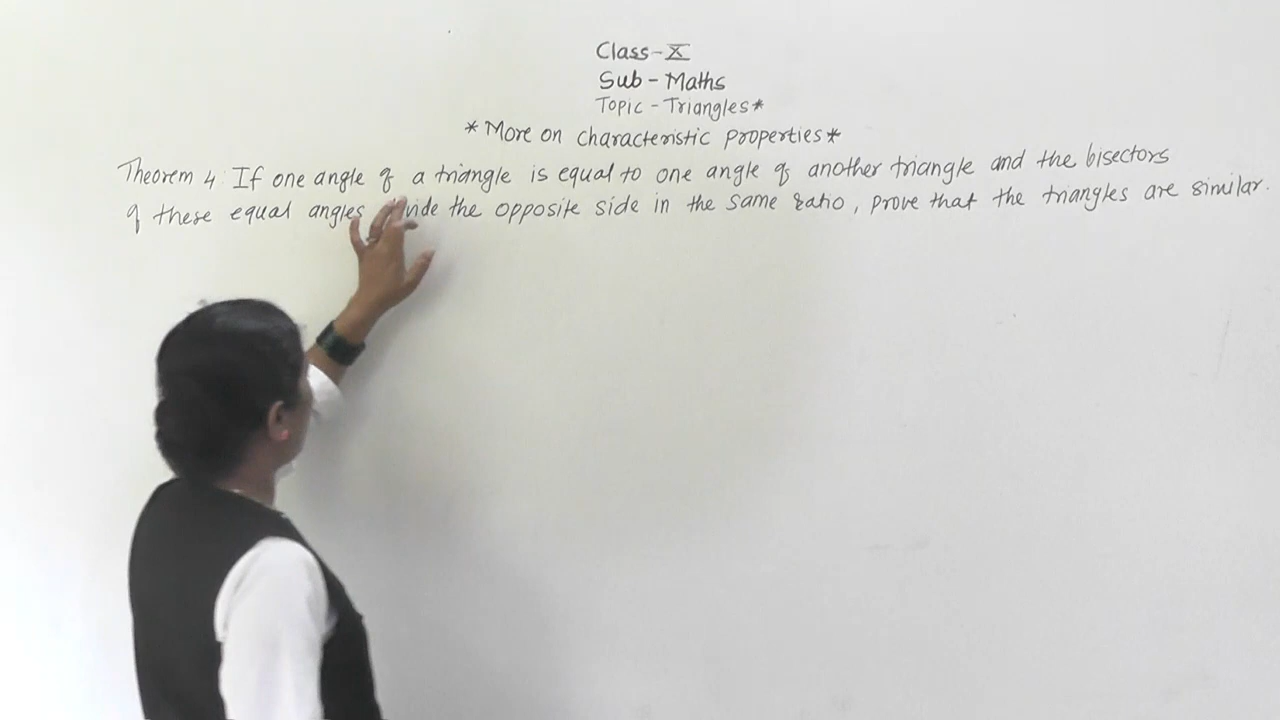 Class-X
Sub - Maths
Topic - Triangles*
*More on characteristic properties*
Theorem 4 If one angle of a triangle is equal to one angle of another triangle and the bisectors
of these equal angles the opposite side in the same ratio, prove that the triangles are similar.